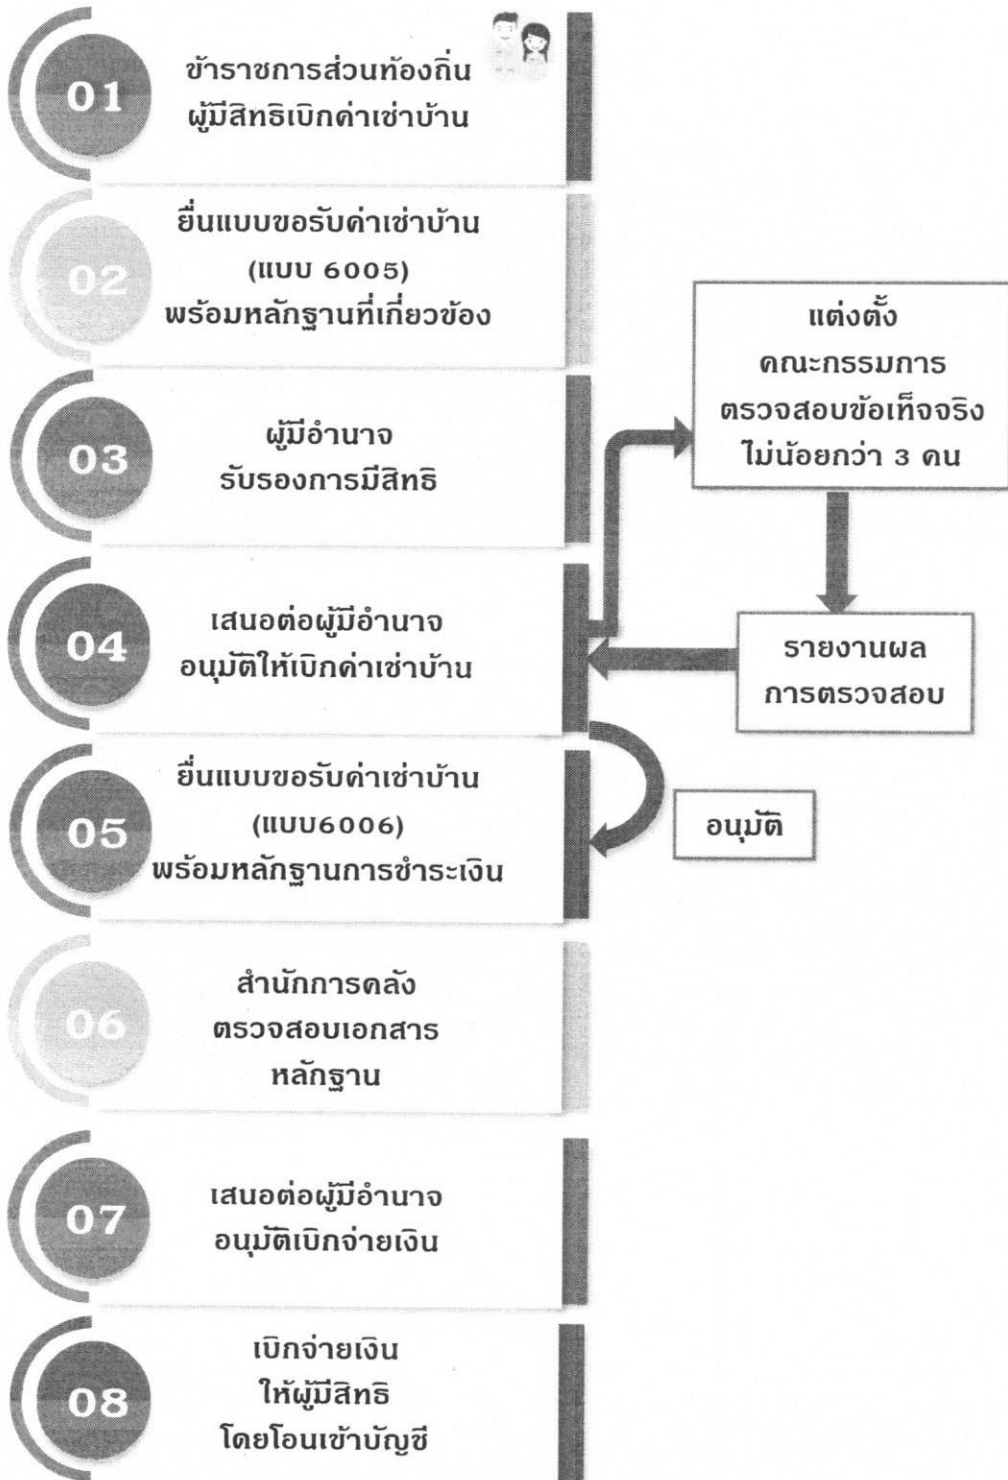 01
ข้าราชการส่วนท้องถิ่น
ผู้มีสิทธิเบิกค่าเช่าบ้าน
02
ยื่นแบบขอรับค่าเช่าบ้าน
(แบบ 6005)
พร้อมหลักฐานที่เกี่ยวข้อง
03
ผู้มีอำนาจ
รับรองการมีสิทธิ
04
เสนอต่อผู้มีอำนาจ
อนุมัติให้เบิกค่าเช่าบ้าน
แต่งตั้ง
คณะกรรมการ
ตรวจสอบข้อเท็จจริง
ไม่น้อยกว่า 3 คน
รายงานผล
การตรวจสอบ
อนุมัติ
05
ยื่นแบบขอรับค่าเช่าบ้าน
(แบบ6006)
พร้อมหลักฐานการชำระเงิน
06
สำนักการคลัง
ตรวจสอบเอกสาร
หลักฐาน
07
เสนอต่อผู้มีอำนาจ
อนุมัติเบิกจ่ายเงิน
08
เบิกจ่ายเงิน
ให้ผู้มีสิทธิ
โดยโอนเข้าบัญชี